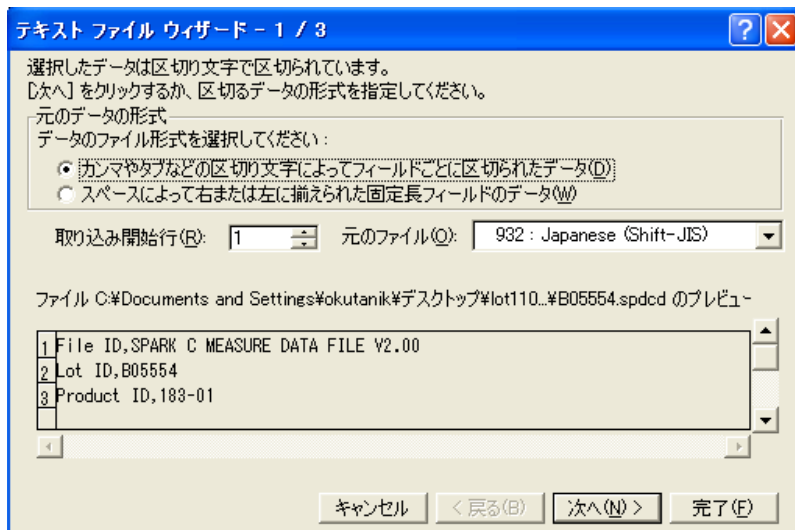 テキスト ファイル ウィザード - 1 / 3
選択したデータは区切り文字で区切られています。
[次へ] をクリックするか、区切るデータの形式を指定してください。
元のデータの形式
データのファイル形式を選択してください：
カンマやタブなどの区切り文字によってフィールドごとに区切られたデータ(D)
スペースによって右または左に揃えられた固定長フィールドのデータ(W)
取り込み開始行(R): 1 元のファイル(O): 932 : Japanese (Shift-JIS)
ファイル C:¥Documents and Settings¥okutanik¥デスクトップ¥lot110...¥B05554.spdcd のプレビュー
1 File ID,SPARK C MEASURE DATA FILE V2.00
2 Lot ID,B05554
3 Product ID,183-01
キャンセル < 戻る(B) 次へ(N) > 完了(F)